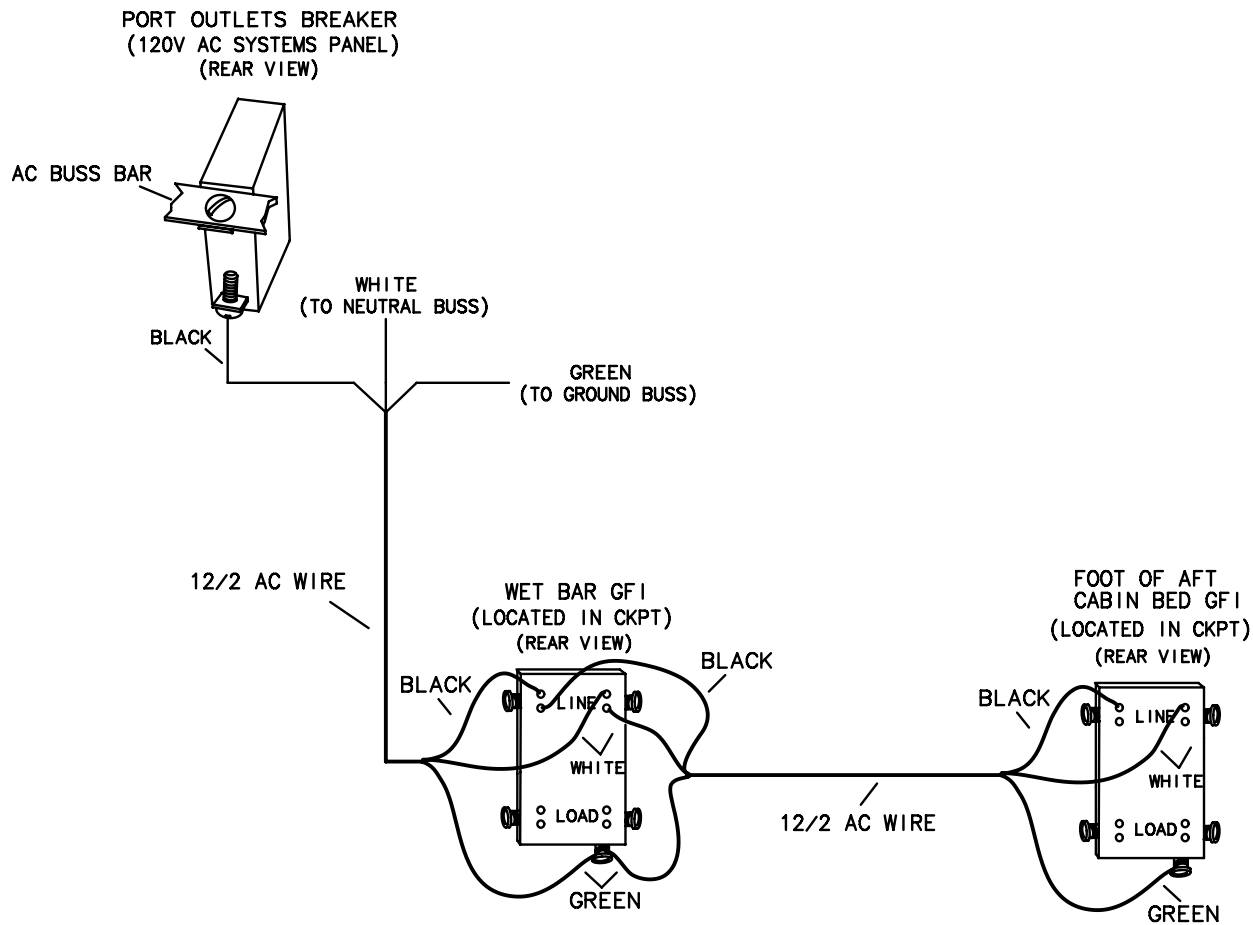 PORT OUTLETS BREAKER
(120V AC SYSTEMS PANEL)
(REAR VIEW)
AC BUSS BAR
WHITE
(TO NEUTRAL BUSS)
BLACK
GREEN
(TO GROUND BUSS)
12/2 AC WIRE
WET BAR GFI
(LOCATED IN CKPT)
(REAR VIEW)
FOOT OF AFT
CABIN BED GFI
(LOCATED IN CKPT)
(REAR VIEW)
BLACK
BLACK
LINE
WHITE
LOAD
GREEN
12/2 AC WIRE
BLACK
LINE
WHITE
LOAD
GREEN